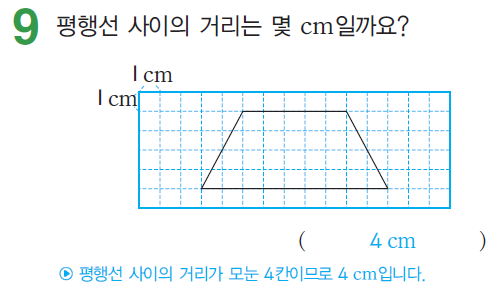 9 평행선 사이의 거리는 몇 cm일까요?
1 cm
1 cm
( 4 cm )
▶ 평행선 사이의 거리가 모눈 4칸이므로 4 cm입니다.